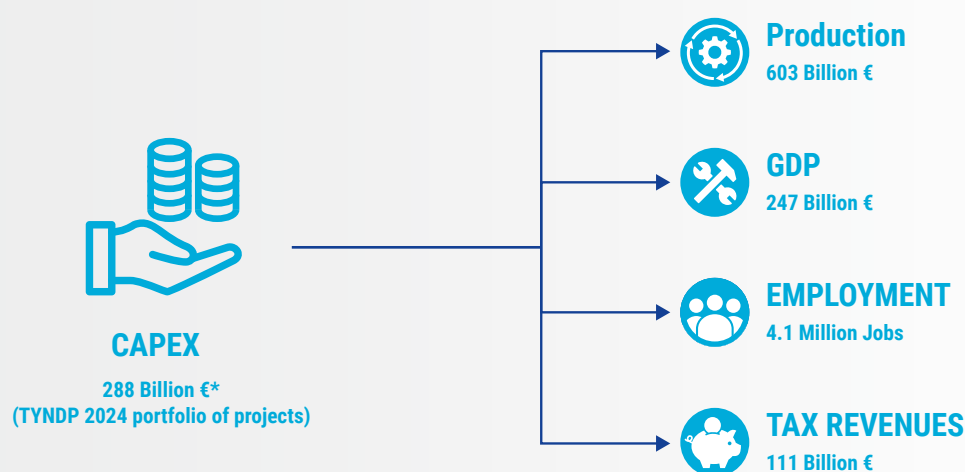 CAPEX
288 Billion €*
(TYNDP 2024 portfolio of projects)
Production
603 Billion €
GDP
247 Billion €
EMPLOYMENT
4.1 Million Jobs
TAX REVENUES
111 Billion €